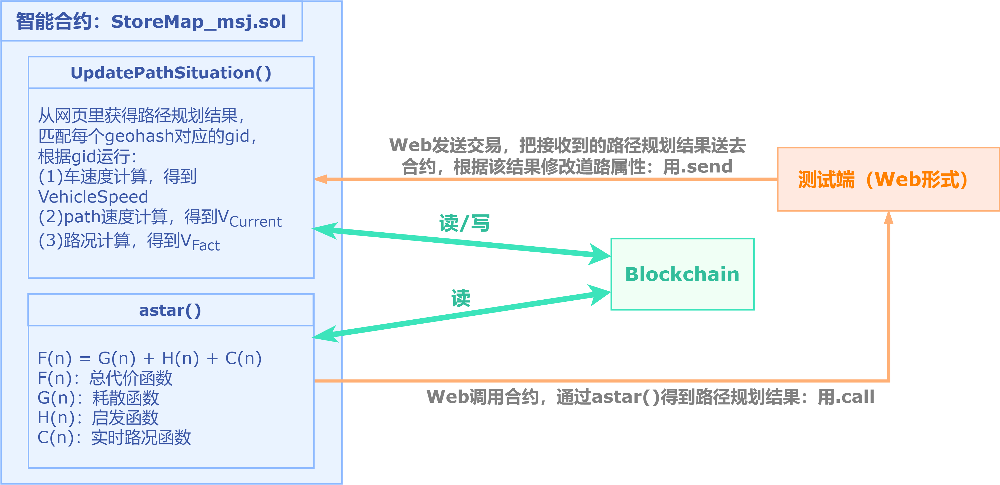 智能合约：StoreMap_msj.sol
UpdatePathSituation()
从网页里获得路径规划结果，
匹配每个geohash对应的gid，
根据gid运行：
(1)车速度计算，得到
VehicleSpeed
(2)path速度计算，得到VCurrent
(3)路况计算，得到VFact
astar()
F(n) = G(n) + H(n) + C(n)
F(n)：总代价函数
G(n)：耗散函数
H(n)：启发函数
C(n)：实时路况函数
Web发送交易，把接收到的路径规划结果送去
合约，根据该结果修改道路属性：用.send
读/写
读
Blockchain
测试端（Web形式）
Web调用合约，通过astar()得到路径规划结果：用.call